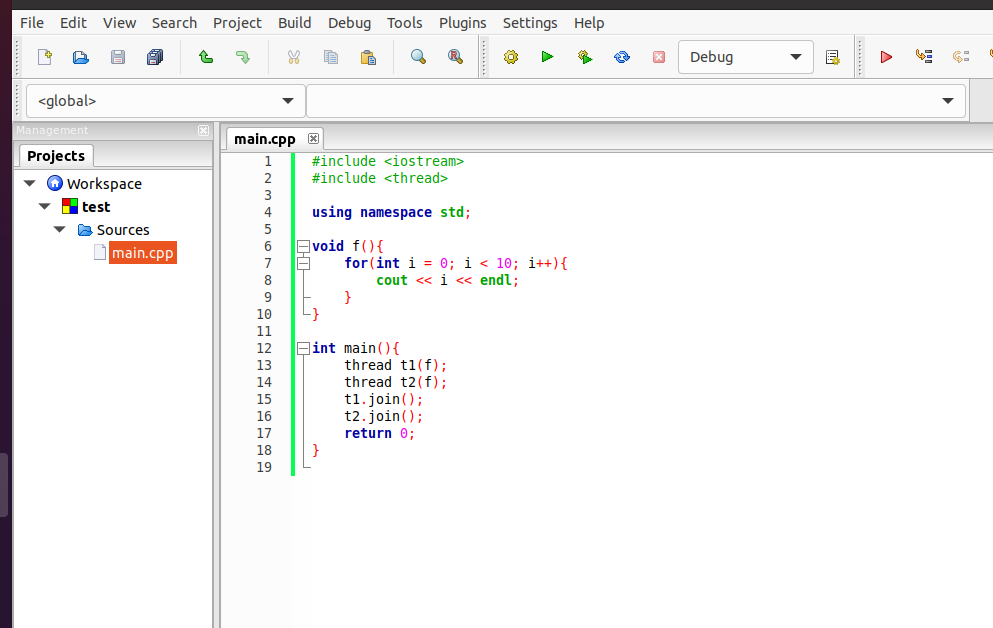 File Edit View Search Project Build Debug Tools Plugins Settings Help
Debug
<global>
Management
Projects
Workspace
test
Sources
main.cpp
main.cpp
1 #include <iostream>
2 #include <thread>
3
4 using namespace std;
5
6 void f(){
7     for(int i = 0; i < 10; i++){
8         cout << i << endl;
9     }
10 }
11
12 int main(){
13     thread t1(f);
14     thread t2(f);
15     t1.join();
16     t2.join();
17     return 0;
18 }
19